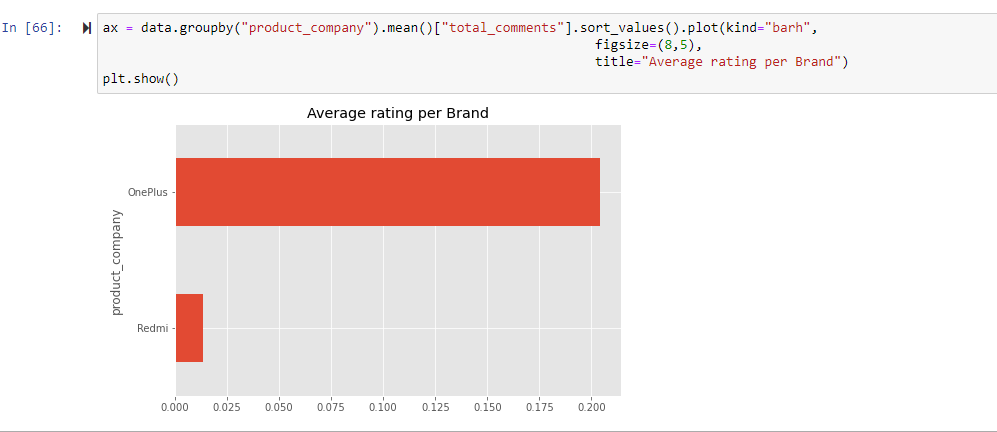 In [66]:
ax = data.groupby("product_company").mean()["total_comments"].sort_values().plot(kind="barh",
figsize=(8,5),
title="Average rating per Brand")
plt.show()
Average rating per Brand
product_company
OnePlus
Redmi
0.000 0.025 0.050 0.075 0.100 0.125 0.150 0.175 0.200